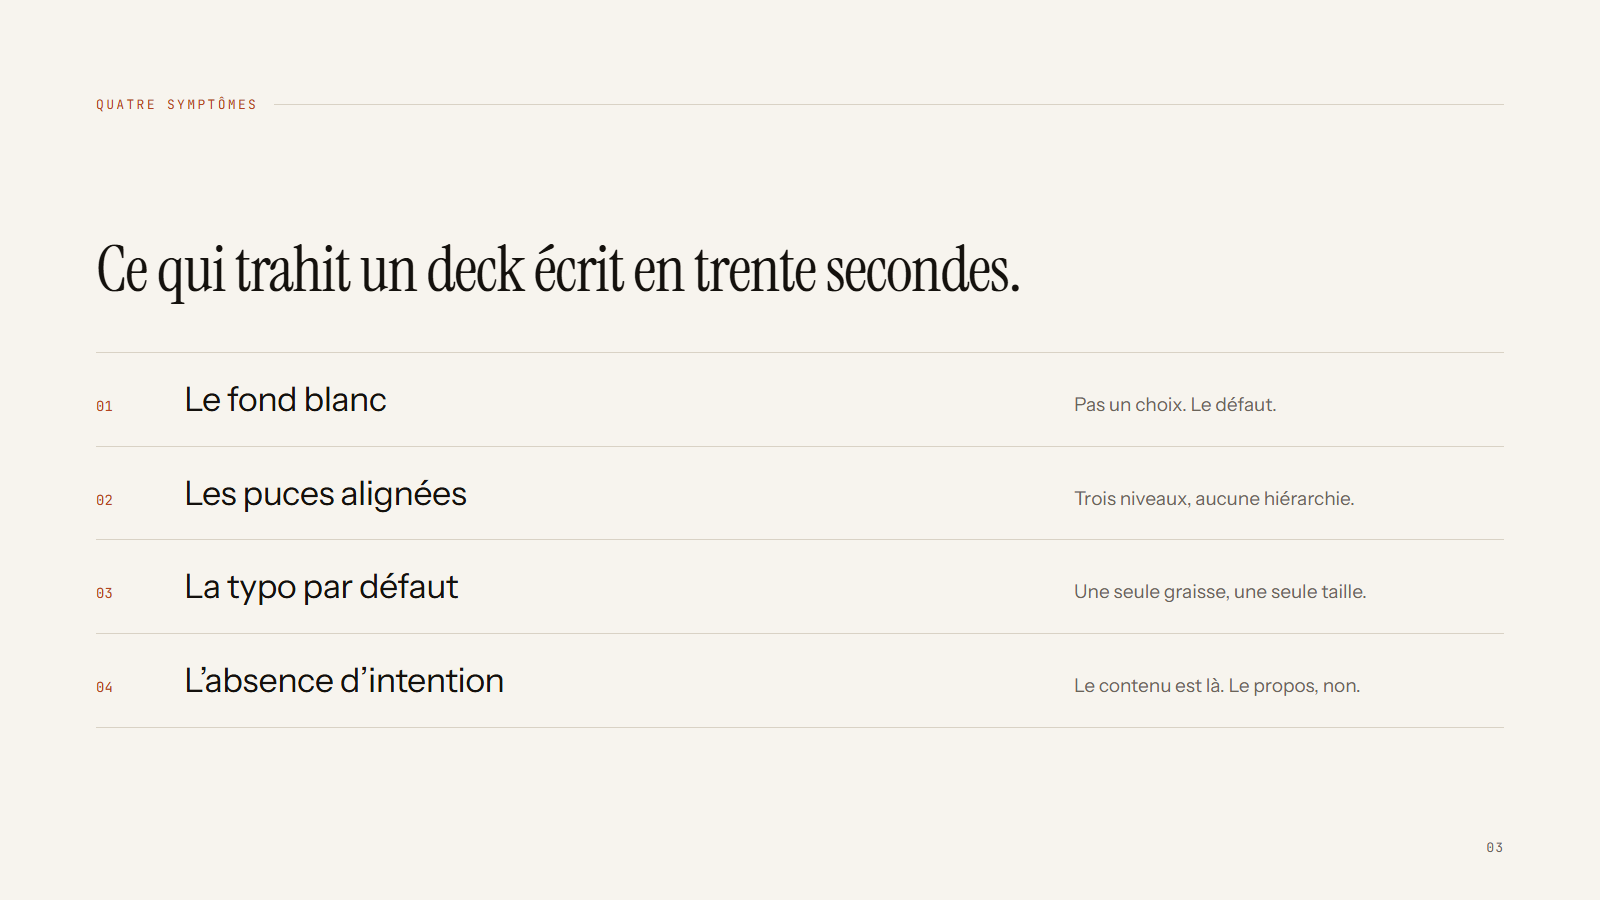 QUATRE SYMPTÔMES
Ce qui trahit un deck écrit en trente secondes.
01 Le fond blanc Pas un choix. Le défaut.
02 Les puces alignées Trois niveaux, aucune hiérarchie.
03 La typo par défaut Une seule graisse, une seule taille.
04 L’absence d’intention Le contenu est là. Le propos, non.
03